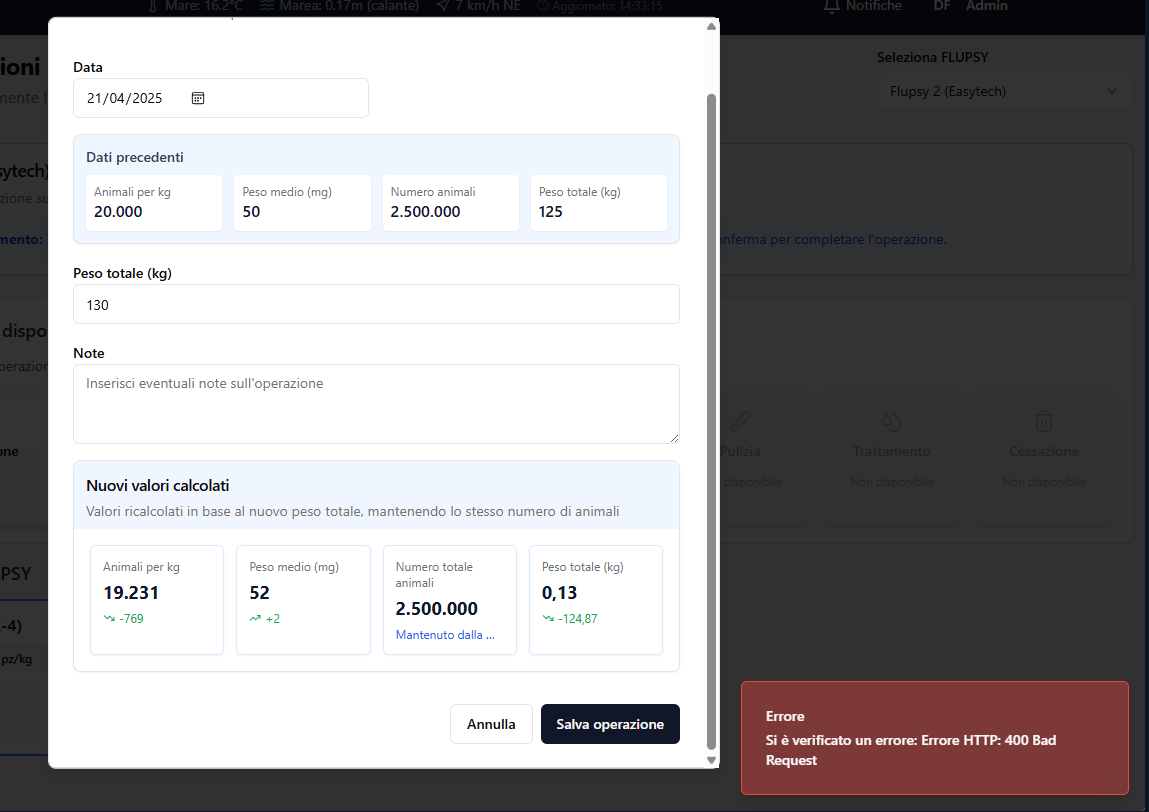 Mare: 16.2°C Marea: 0.17m (calante) 7 km/h NE Aggiornato: 14:33:15 Notifiche DF Admin
ioni
mente
Seleziona FLUPSY
Flupsy 2 (Easytech)
Data
21/04/2025
Dati precedenti
Animali per kg
20.000
Peso medio (mg)
50
Numero animali
2.500.000
Peso totale (kg)
125
sytech)
zione su
mento:
onferma per completare l'operazione.
Peso totale (kg)
130
dispo
perazion
Note
Inserisci eventuali note sull'operazione
one
Pulizia
disponibile
Trattamento
Non disponibile
Cessazione
Non disponibile
Nuovi valori calcolati
Valori ricalcolati in base al nuovo peso totale, mantenendo lo stesso numero di animali
PSY
-4)
pz/kg
Animali per kg
19.231
-769
Peso medio (mg)
52
+2
Numero totale
animali
2.500.000
Mantenuto dalla ...
Peso totale (kg)
0,13
-124,87
Annulla
Salva operazione
Errore
Si è verificato un errore: Errore HTTP: 400 Bad
Request